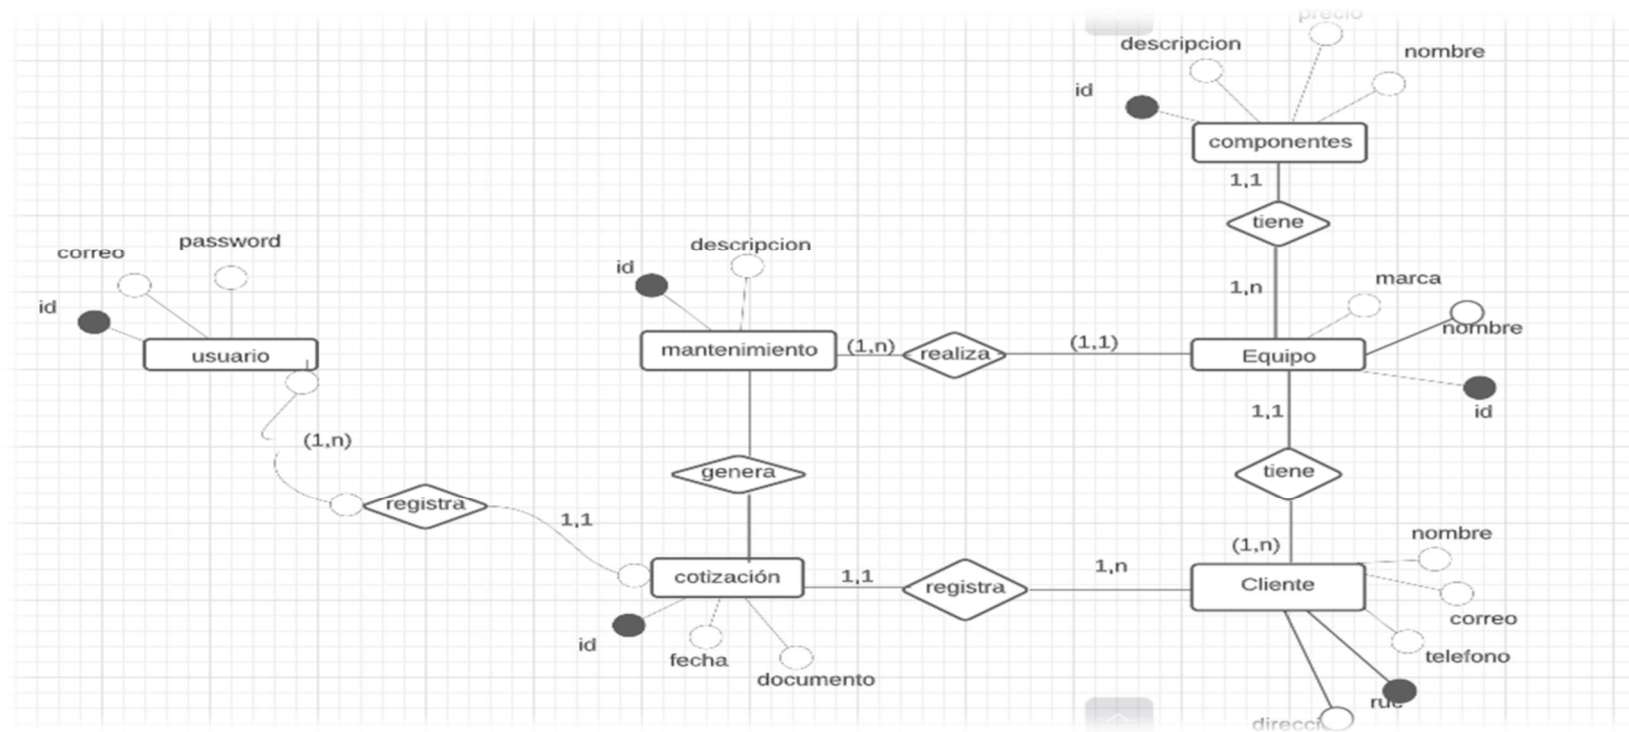 precio
descripcion
nombre
id
componentes
1,1
tiene
1,n
correo
password
id
usuario
(1,n)
registra
1,1
id
descripcion
mantenimiento
(1,n)
realiza
(1,1)
marca
nombre
Equipo
id
1,1
tiene
(1,n)
genera
cotización
id
fecha
documento
1,1
registra
1,n
Cliente
nombre
correo
telefono